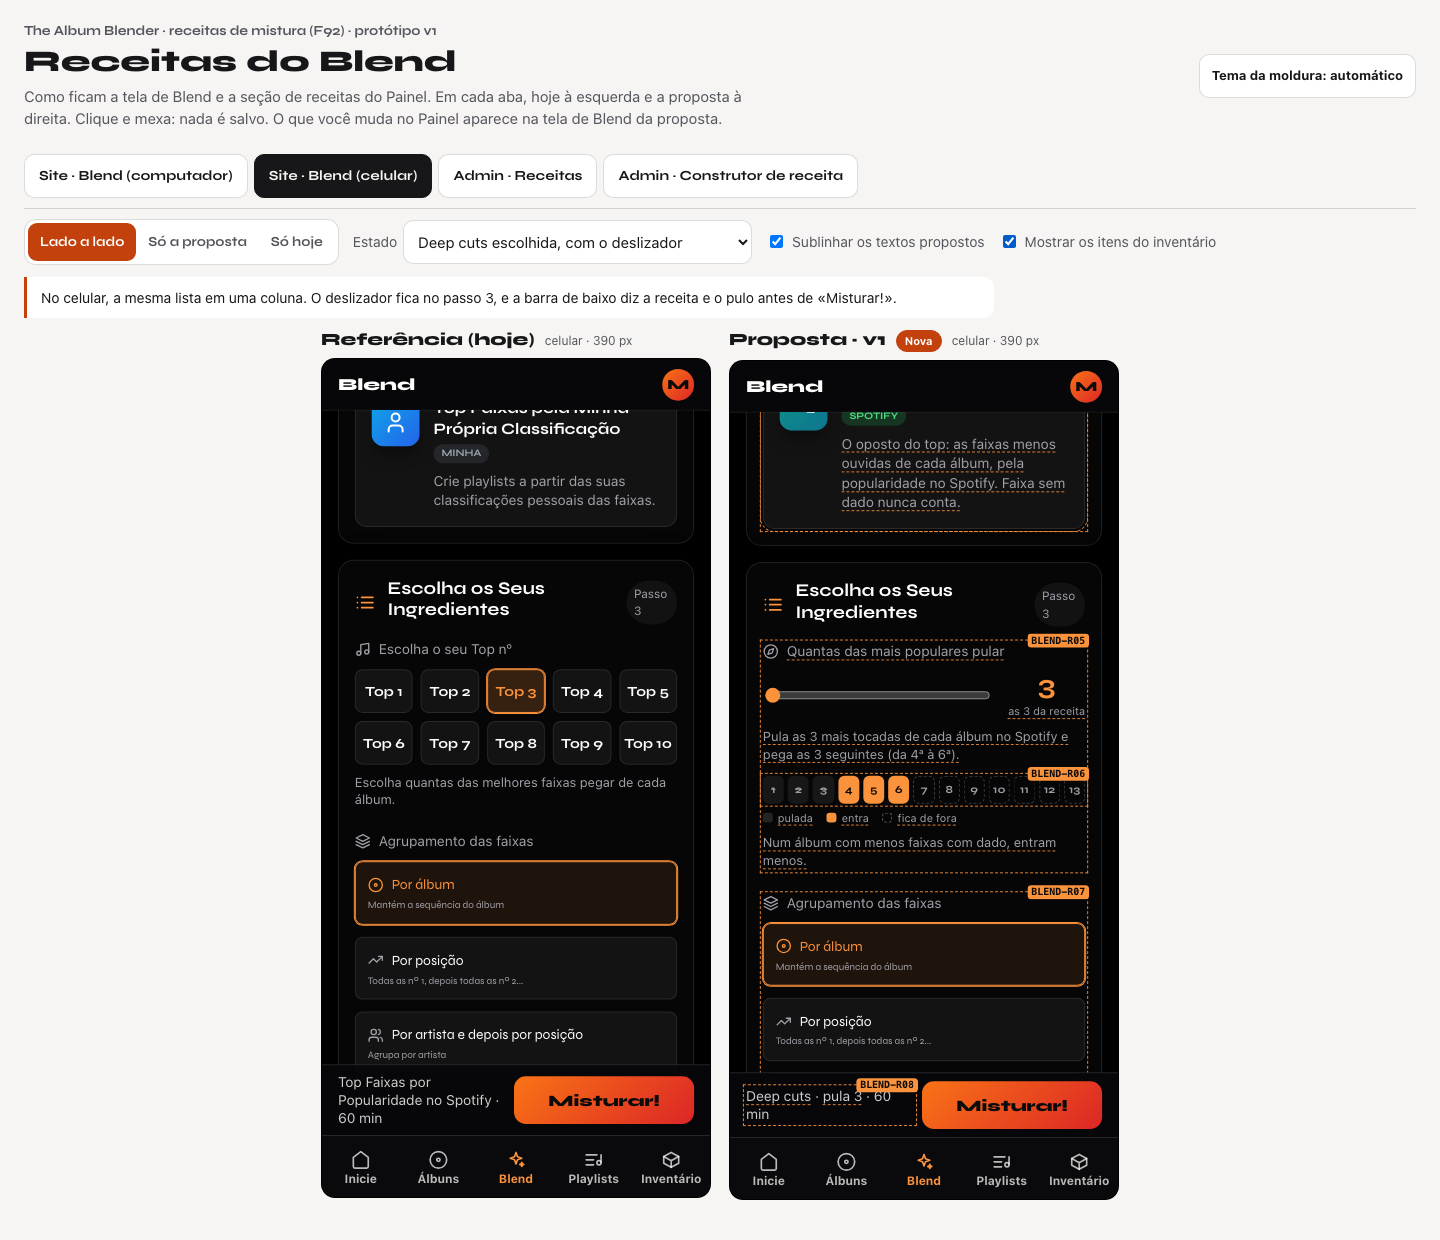 The Album Blender · receitas de mistura (F92) · protótipo v1
Receitas do Blend
Como ficam a tela de Blend e a seção de receitas do Painel. Em cada aba, hoje à esquerda e a proposta à
direita. Clique e mexa: nada é salvo. O que você muda no Painel aparece na tela de Blend da proposta.
Tema da moldura: automático
Site · Blend (computador)
Site · Blend (celular)
Admin · Receitas
Admin · Construtor de receita
Lado a lado
Só a proposta
Só hoje
Estado
Deep cuts escolhida, com o deslizador
Sublinhar os textos propostos
Mostrar os itens do inventário
No celular, a mesma lista em uma coluna. O deslizador fica no passo 3, e a barra de baixo diz a receita e o pulo antes de «Misturar!».
Referência (hoje)
celular · 390 px
Blend
M
Top Faixas pela Minha
Própria Classificação
MINHA
Crie playlists a partir das suas
classificações pessoais das faixas.
Escolha os Seus
Ingredientes
Passo
3
Escolha o seu Top nº
Top 1
Top 2
Top 3
Top 4
Top 5
Top 6
Top 7
Top 8
Top 9
Top 10
Escolha quantas das melhores faixas pegar de cada
álbum.
Agrupamento das faixas
Por álbum
Mantém a sequência do álbum
Por posição
Todas as nº 1, depois todas as nº 2...
Por artista e depois por posição
Agrupa por artista
Top Faixas por
Popularidade no Spotify ·
60 min
Misturar!
Inicie
Álbuns
Blend
Playlists
Inventário
Proposta · v1
Nova
celular · 390 px
Blend
M
SPOTIFY
O oposto do top: as faixas menos
ouvidas de cada álbum, pela
popularidade no Spotify. Faixa sem
dado nunca conta.
Escolha os Seus
Ingredientes
Passo
3
BLEND-R05
Quantas das mais populares pular
3
as 3 da receita
Pula as 3 mais tocadas de cada álbum no Spotify e
pega as 3 seguintes (da 4ª à 6ª).
BLEND-R06
1
2
3
4
5
6
7
8
9
10
11
12
13
pulada
entra
fica de fora
Num álbum com menos faixas com dado, entram
menos.
BLEND-R07
Agrupamento das faixas
Por álbum
Mantém a sequência do álbum
Por posição
Todas as nº 1, depois todas as nº 2...
BLEND-R08
Deep cuts · pula 3 · 60
min
Misturar!
Inicie
Álbuns
Blend
Playlists
Inventário